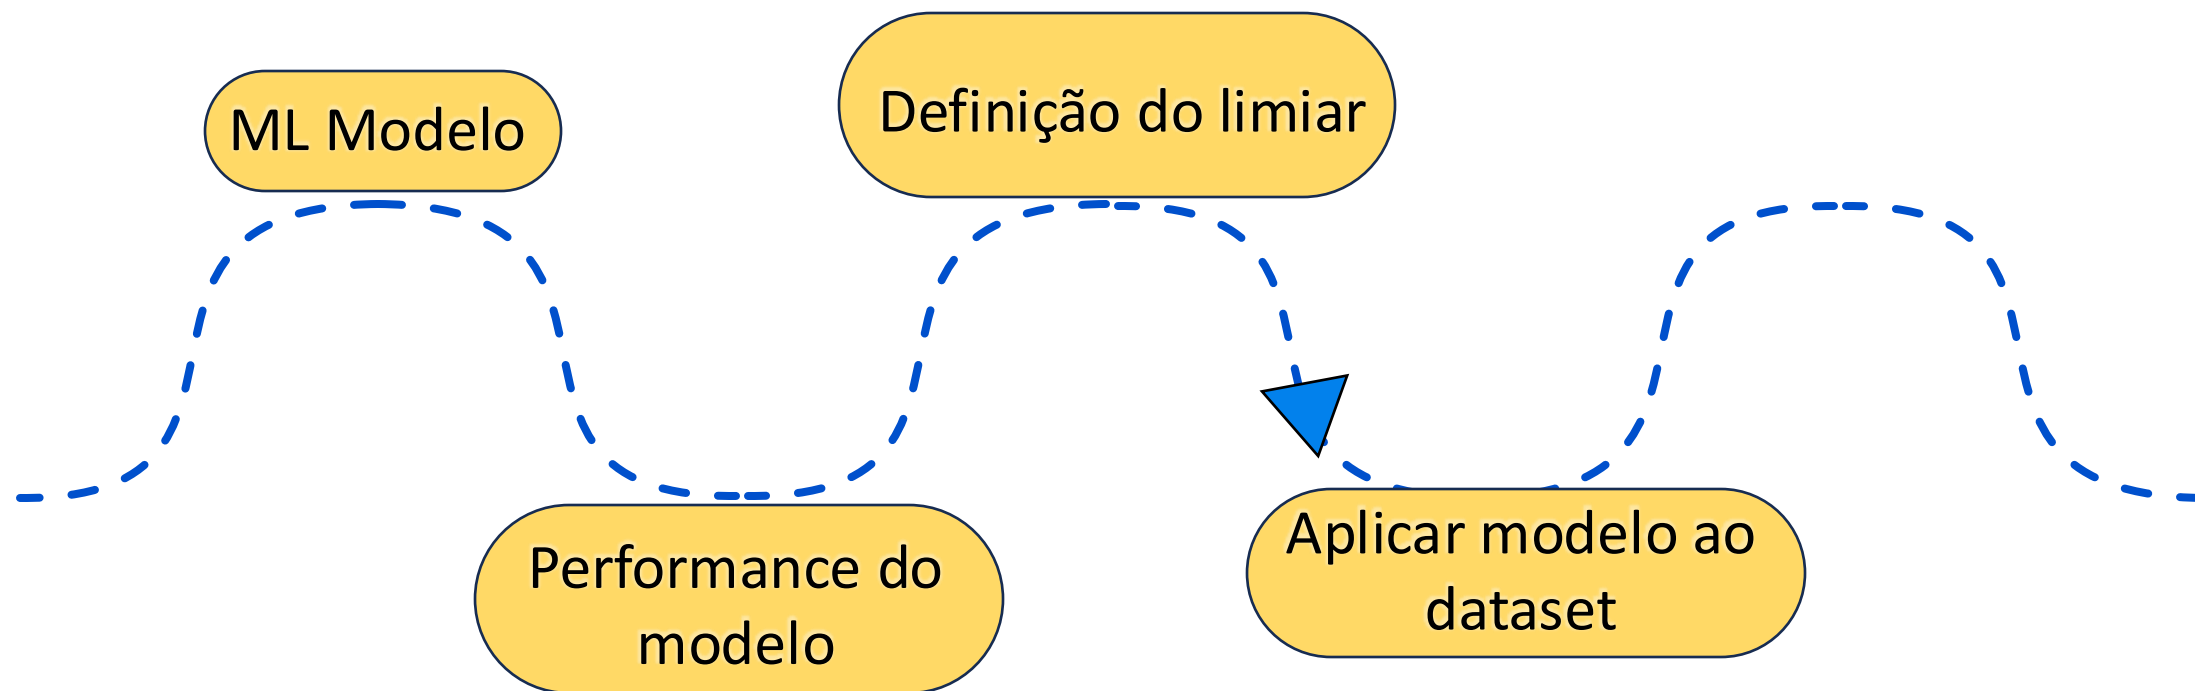 ML Modelo
Definição do limiar
Performance do
modelo
Aplicar modelo ao
dataset